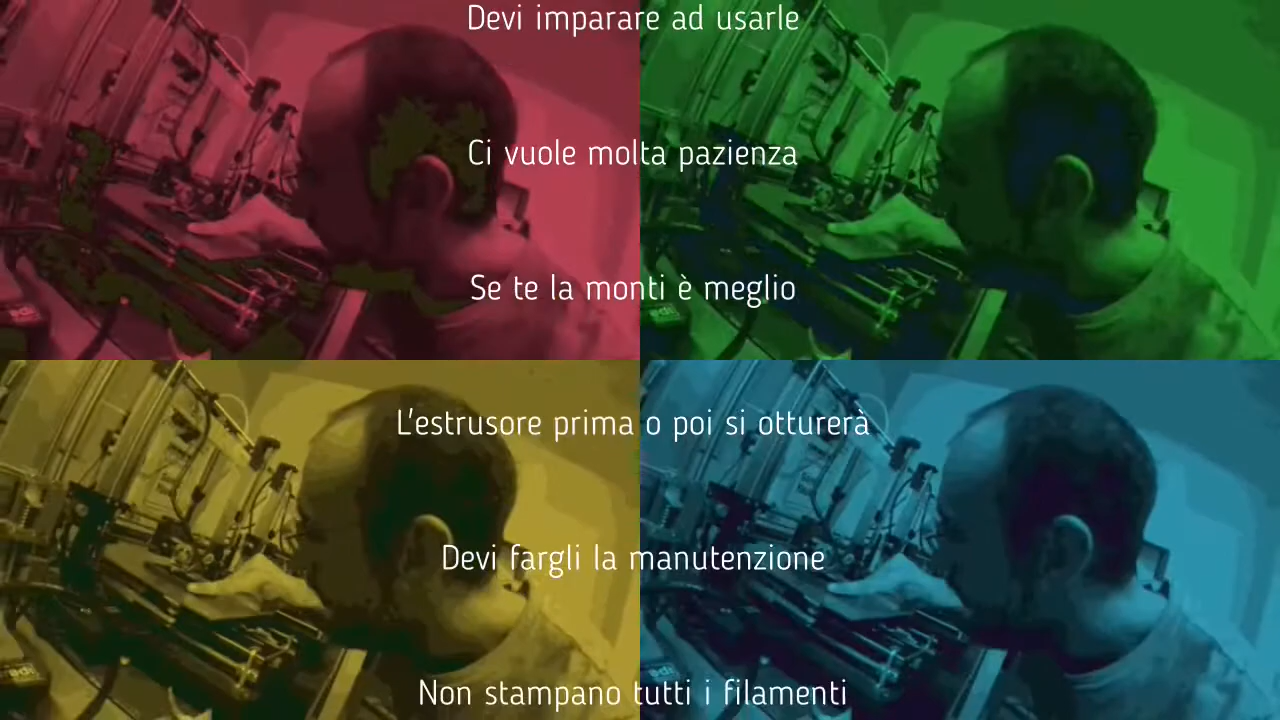 Devi imparare ad usarle
Ci vuole molta pazienza
Se te la monti è meglio
L'estrusore prima o poi si otturerà
Devi fargli la manutenzione
Non stampano tutti i filamenti